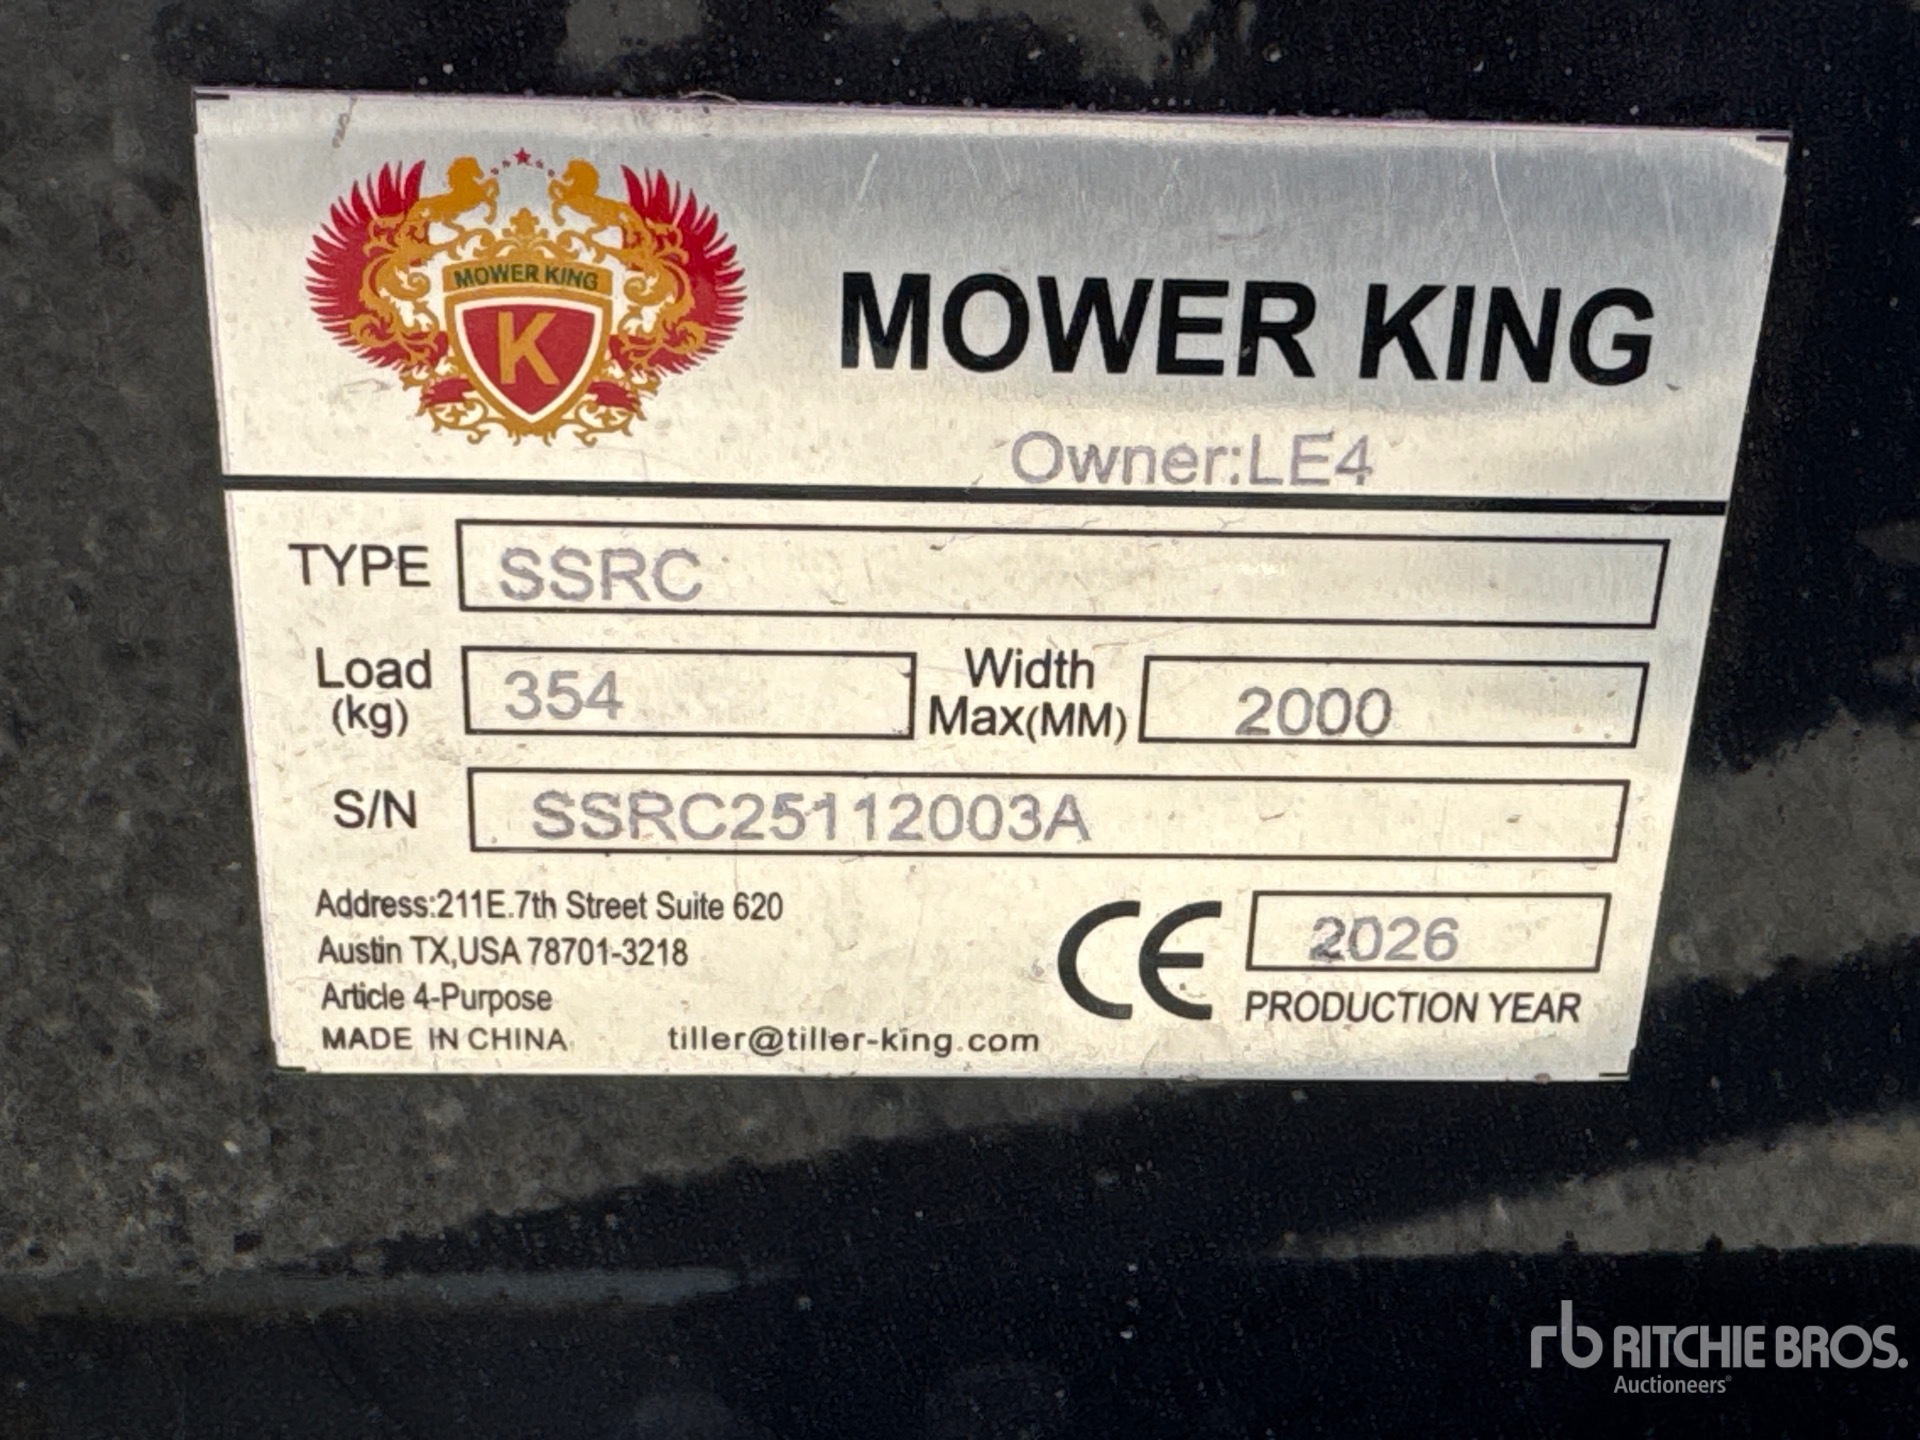 MOWER KING
K
MOWER KING
Owner:LE4
TYPE SSRC
Load (kg) 354 Width Max(MM) 2000
S/N SSRC25112003A
Address:211E.7th Street Suite 620
Austin TX,USA 78701-3218
Article 4-Purpose
MADE IN CHINA tiller@tiller-king.com
CE 2026
PRODUCTION YEAR
rb RITCHIE BROS.
Auctioneers